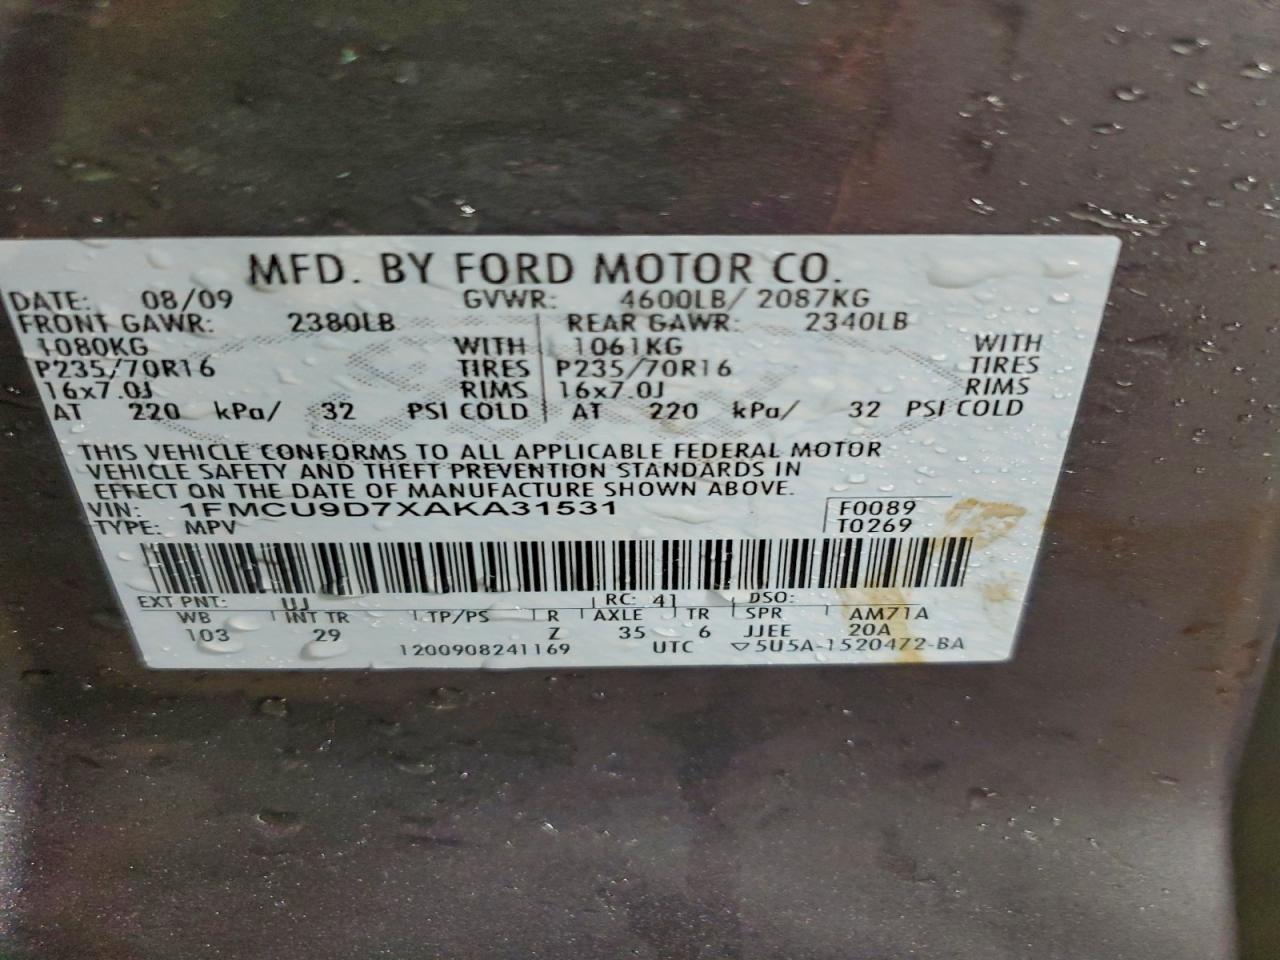 MFD. BY FORD MOTOR CO.
DATE: 08/09 GVWR: 4600LB/ 2087KG
FRONT GAWR: 2380LB REAR GAWR: 2340LB
1080KG WITH 1061KG WITH
P235/70R16 TIRES P235/70R16 TIRES
16x7.0J RIMS 16x7.0J RIMS
AT 220 kPa/ 32 PSI COLD AT 220 kPa/ 32 PSI COLD
THIS VEHICLE CONFORMS TO ALL APPLICABLE FEDERAL MOTOR
VEHICLE SAFETY AND THEFT PREVENTION STANDARDS IN
EFFECT ON THE DATE OF MANUFACTURE SHOWN ABOVE.
VIN: 1FMCU9D7XAKA31531 F0089
TYPE: MPV T0269
EXT PNT: UJ RC: 41 DSO:
WB INT TR TP/PS R AXLE TR SPR AM71A
103 29 Z 35 6 JJEE 20A
1200908241169 UTC ▽5U5A-1520472-BA